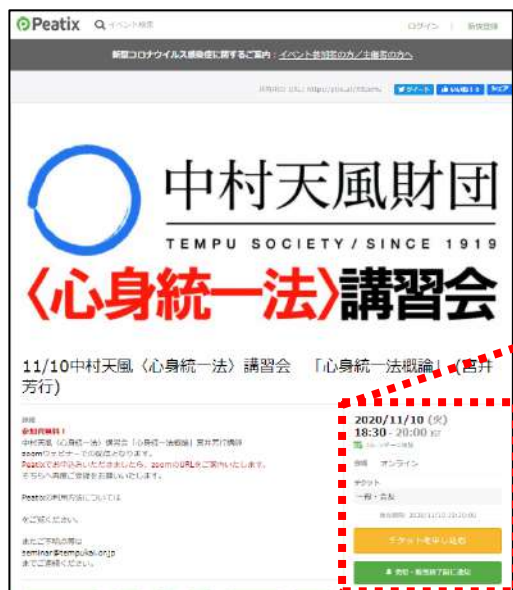 Peatix
イベント検索
ログイン
新規登録
新型コロナウイルス感染症に関するご案内：イベント参加者の方／主催者の方へ
ツイート
シェア
中村天風財団
TEMPU SOCIETY/SINCE 1919
〈心身統一法〉講習会
11/10中村天風〈心身統一法〉講習会 「心身統一法概論」（宮井
芳行）
詳細
参加費無料！
中村天風〈心身統一法〉講習会「心身統一法概論」宮井芳行講師
zoomウェビナーでの配信となります。
Peatixでお申込みいただきましたら、zoomのURLをご案内いたします。
そちらへ再度ご登録をお願いいたします。
Peatixの利用方法については
をご覧ください。
またご不明点等は
seminar@tempukai.or.jp
までご連絡ください。
2020/11/10 (火)
18:30 - 20:00
会場 オンライン
チケット
一般・会友
チケットを申し込む